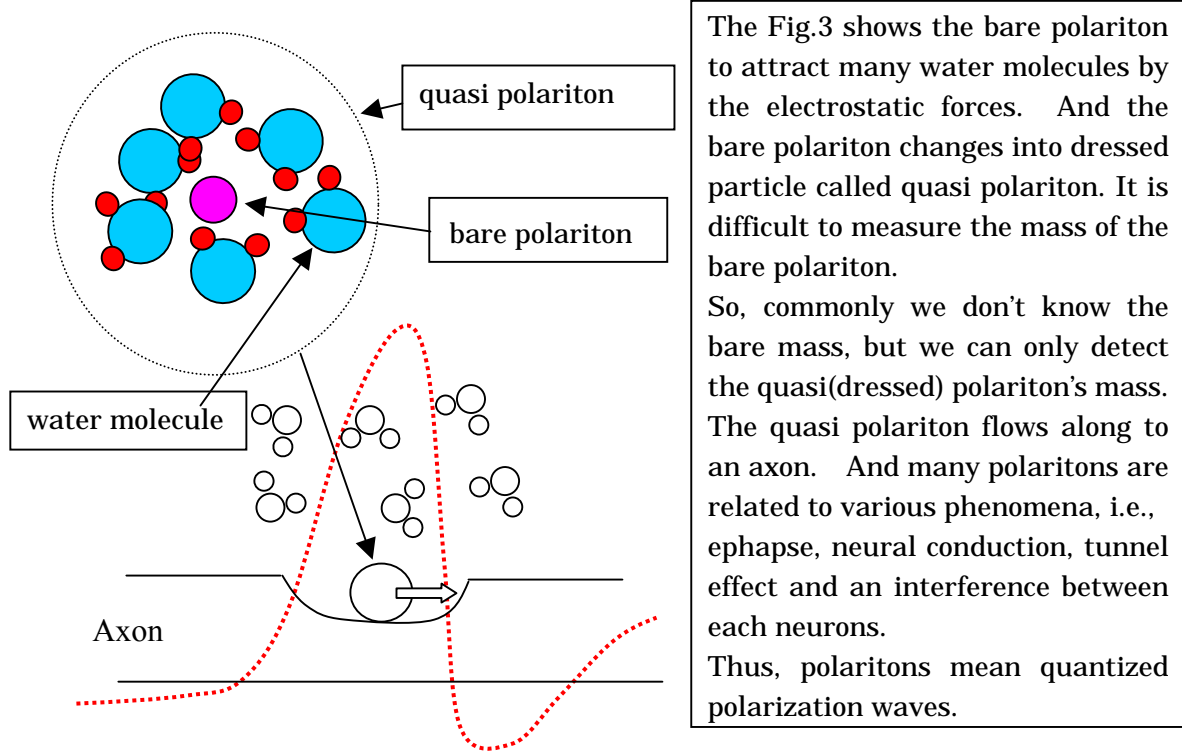 quasi polariton
bare polariton
water molecule
Axon
The Fig.3 shows the bare polariton
to attract many water molecules by
the electrostatic forces. And the
bare polariton changes into dressed
particle called quasi polariton. It is
difficult to measure the mass of the
bare polariton.
So, commonly we don't know the
bare mass, but we can only detect
the quasi(dressed) polariton's mass.
The quasi polariton flows along to
an axon. And many polaritons are
related to various phenomena, i.e.,
ephapse, neural conduction, tunnel
effect and an interference between
each neurons.
Thus, polaritons mean quantized
polarization waves.